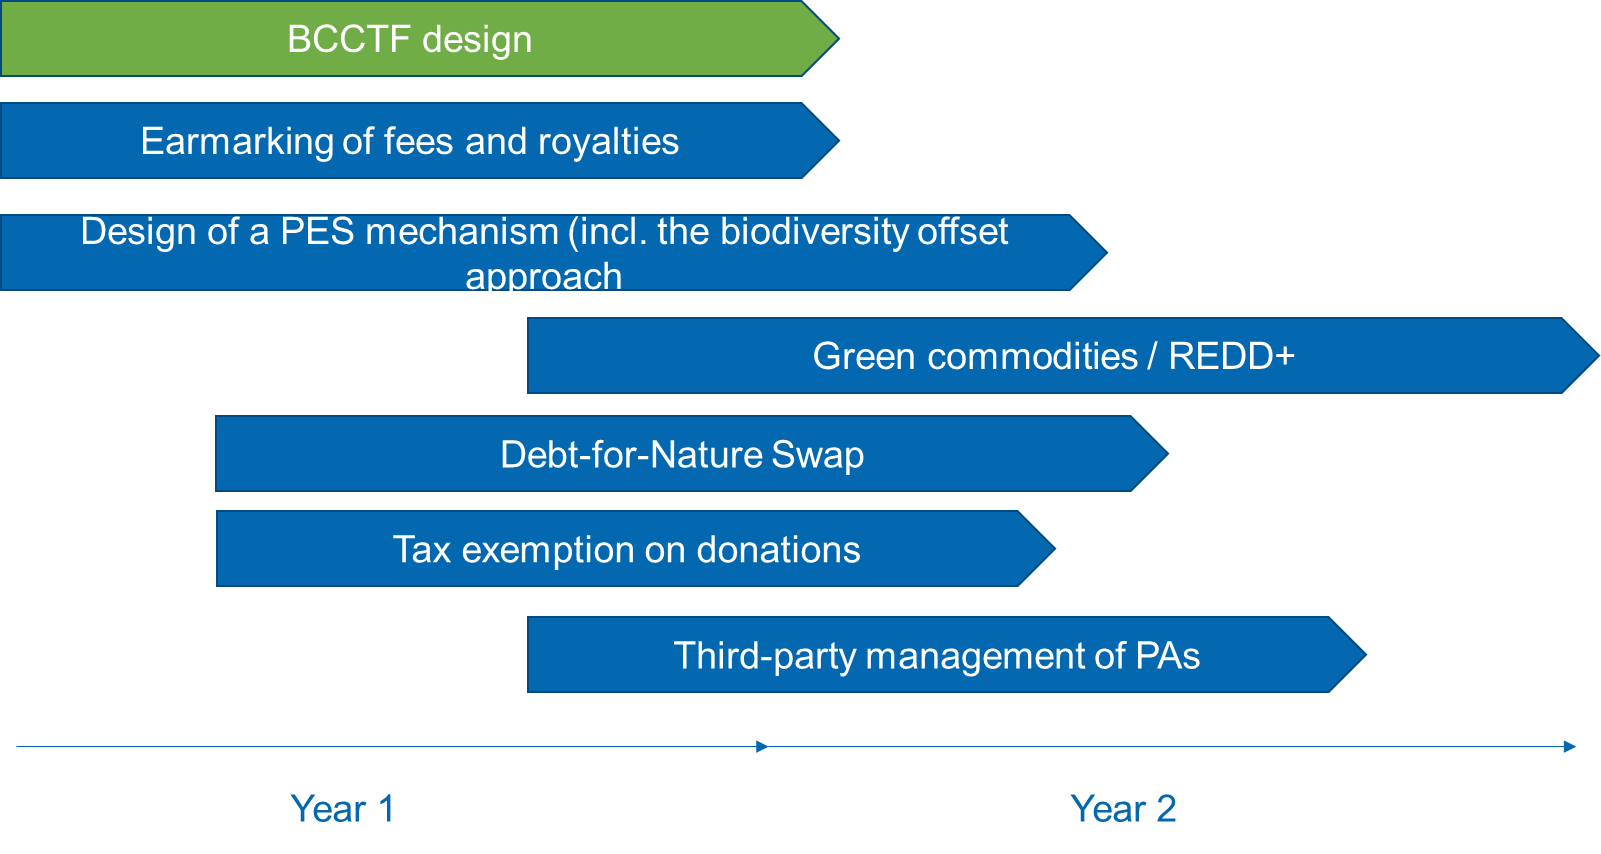 BCCTF design
Earmarking of fees and royalties
Design of a PES mechanism (incl. the biodiversity offset
approach
Green commodities / REDD+
Debt-for-Nature Swap
Tax exemption on donations
Third-party management of PAs
Year 1
Year 2